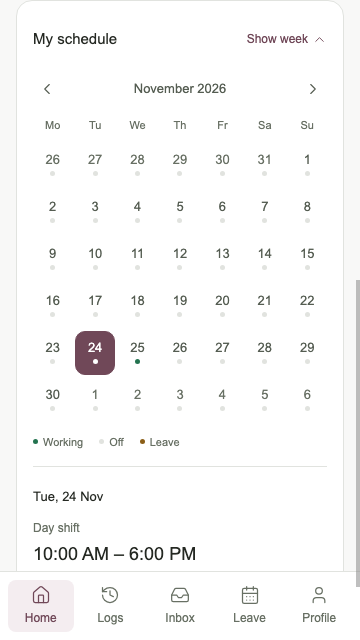 My schedule
Show week
November 2026
Mo Tu We Th Fr Sa Su
26 27 28 29 30 31 1
2 3 4 5 6 7 8
9 10 11 12 13 14 15
16 17 18 19 20 21 22
23 24 25 26 27 28 29
30 1 2 3 4 5 6
Working Off Leave
Tue, 24 Nov
Day shift
10:00 AM – 6:00 PM
Home Logs Inbox Leave Profile